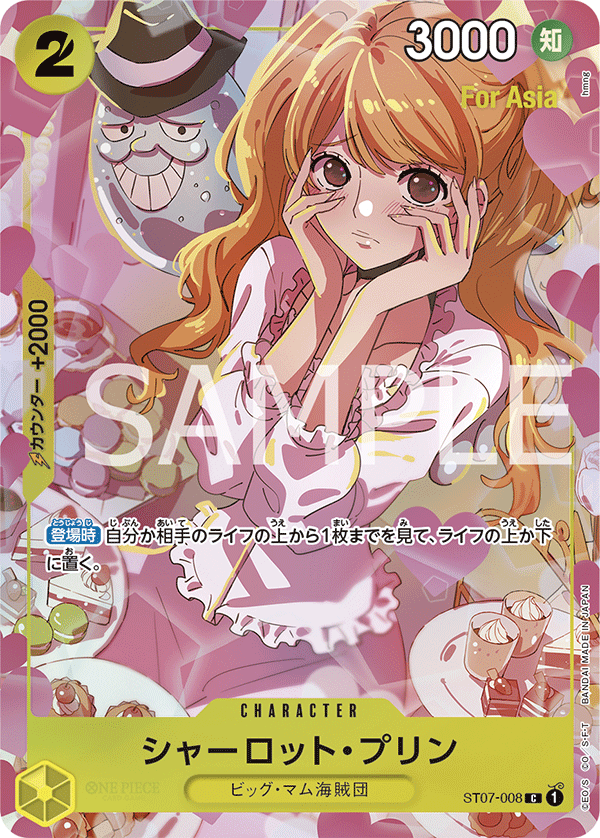 2
3000 知
For Asia
hmng
カウンター +2000
SAMPLE
登場時 自分か相手のライフの上から1枚までを見て、ライフの上か下
に置く。
CHARACTER
シャーロット・プリン
ビッグ・マム海賊団
ONE PIECE
ST07-008 C 1
©EO/S CO S-F-T BANDAI MADE IN JAPAN